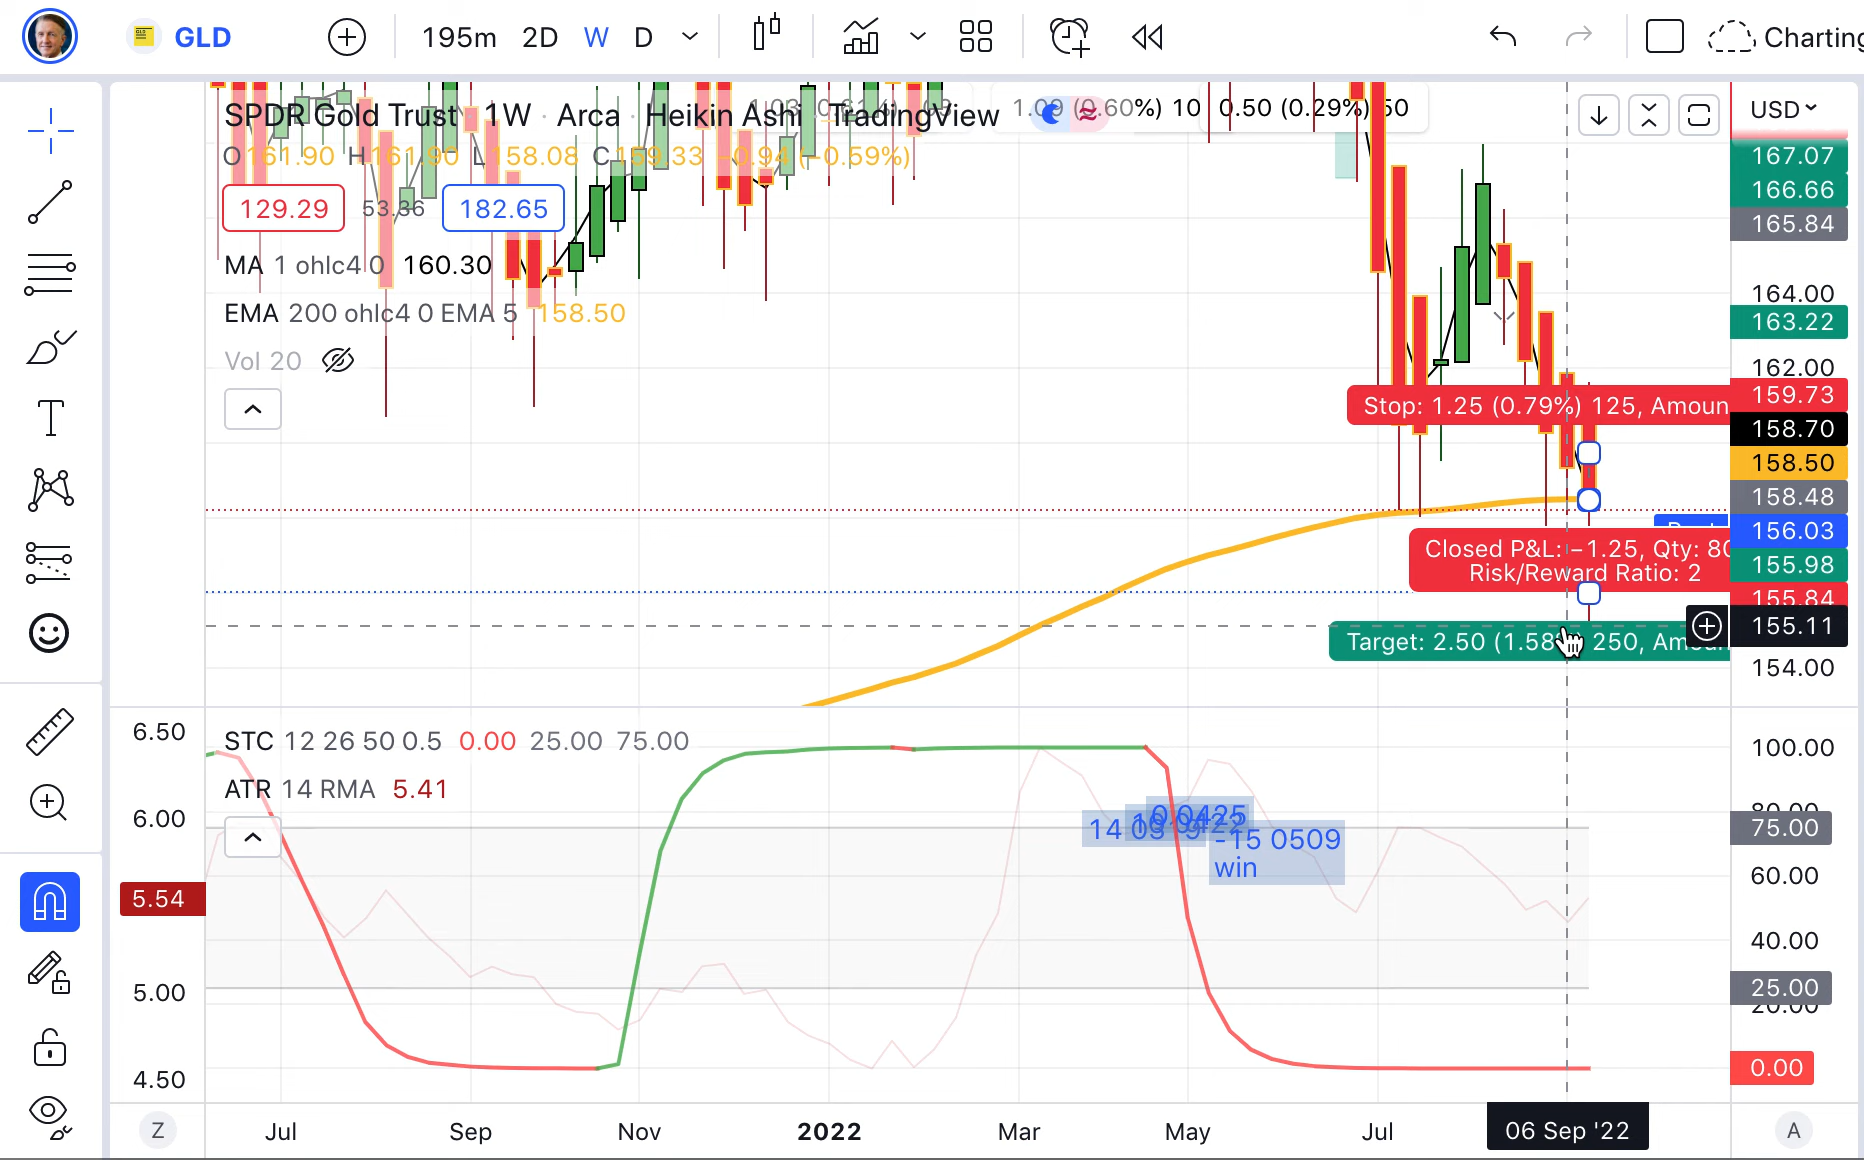 GLD
195m 2D W D
Charting
SPDR Gold Trust · 1W · Arca · Heikin Ashi TradingView
1.09 (0.60%) 10
0.50 (0.29%) 50
USD
O161.90 H161.90 L158.08 C159.33 −0.94 (−0.59%)
129.29 53.36 182.65
MA 1 ohlc4 0 160.30
EMA 200 ohlc4 0 EMA 5 158.50
Vol 20
167.07
166.66
165.84
164.00
163.22
162.00
159.73
158.70
158.50
158.48
156.03
155.98
155.84
155.11
154.00
Stop: 1.25 (0.79%) 125, Amoun
Closed P&L: −1.25, Qty: 80
Risk/Reward Ratio: 2
Target: 2.50 (1.58 250, Am
STC 12 26 50 0.5 0.00 25.00 75.00
ATR 14 RMA 5.41
6.50
6.00
5.54
5.00
4.50
0.0425
14 03
-15 0509
win
100.00
80.00
75.00
60.00
40.00
25.00
20.00
0.00
Z Jul Sep Nov 2022 Mar May Jul 06 Sep '22 A